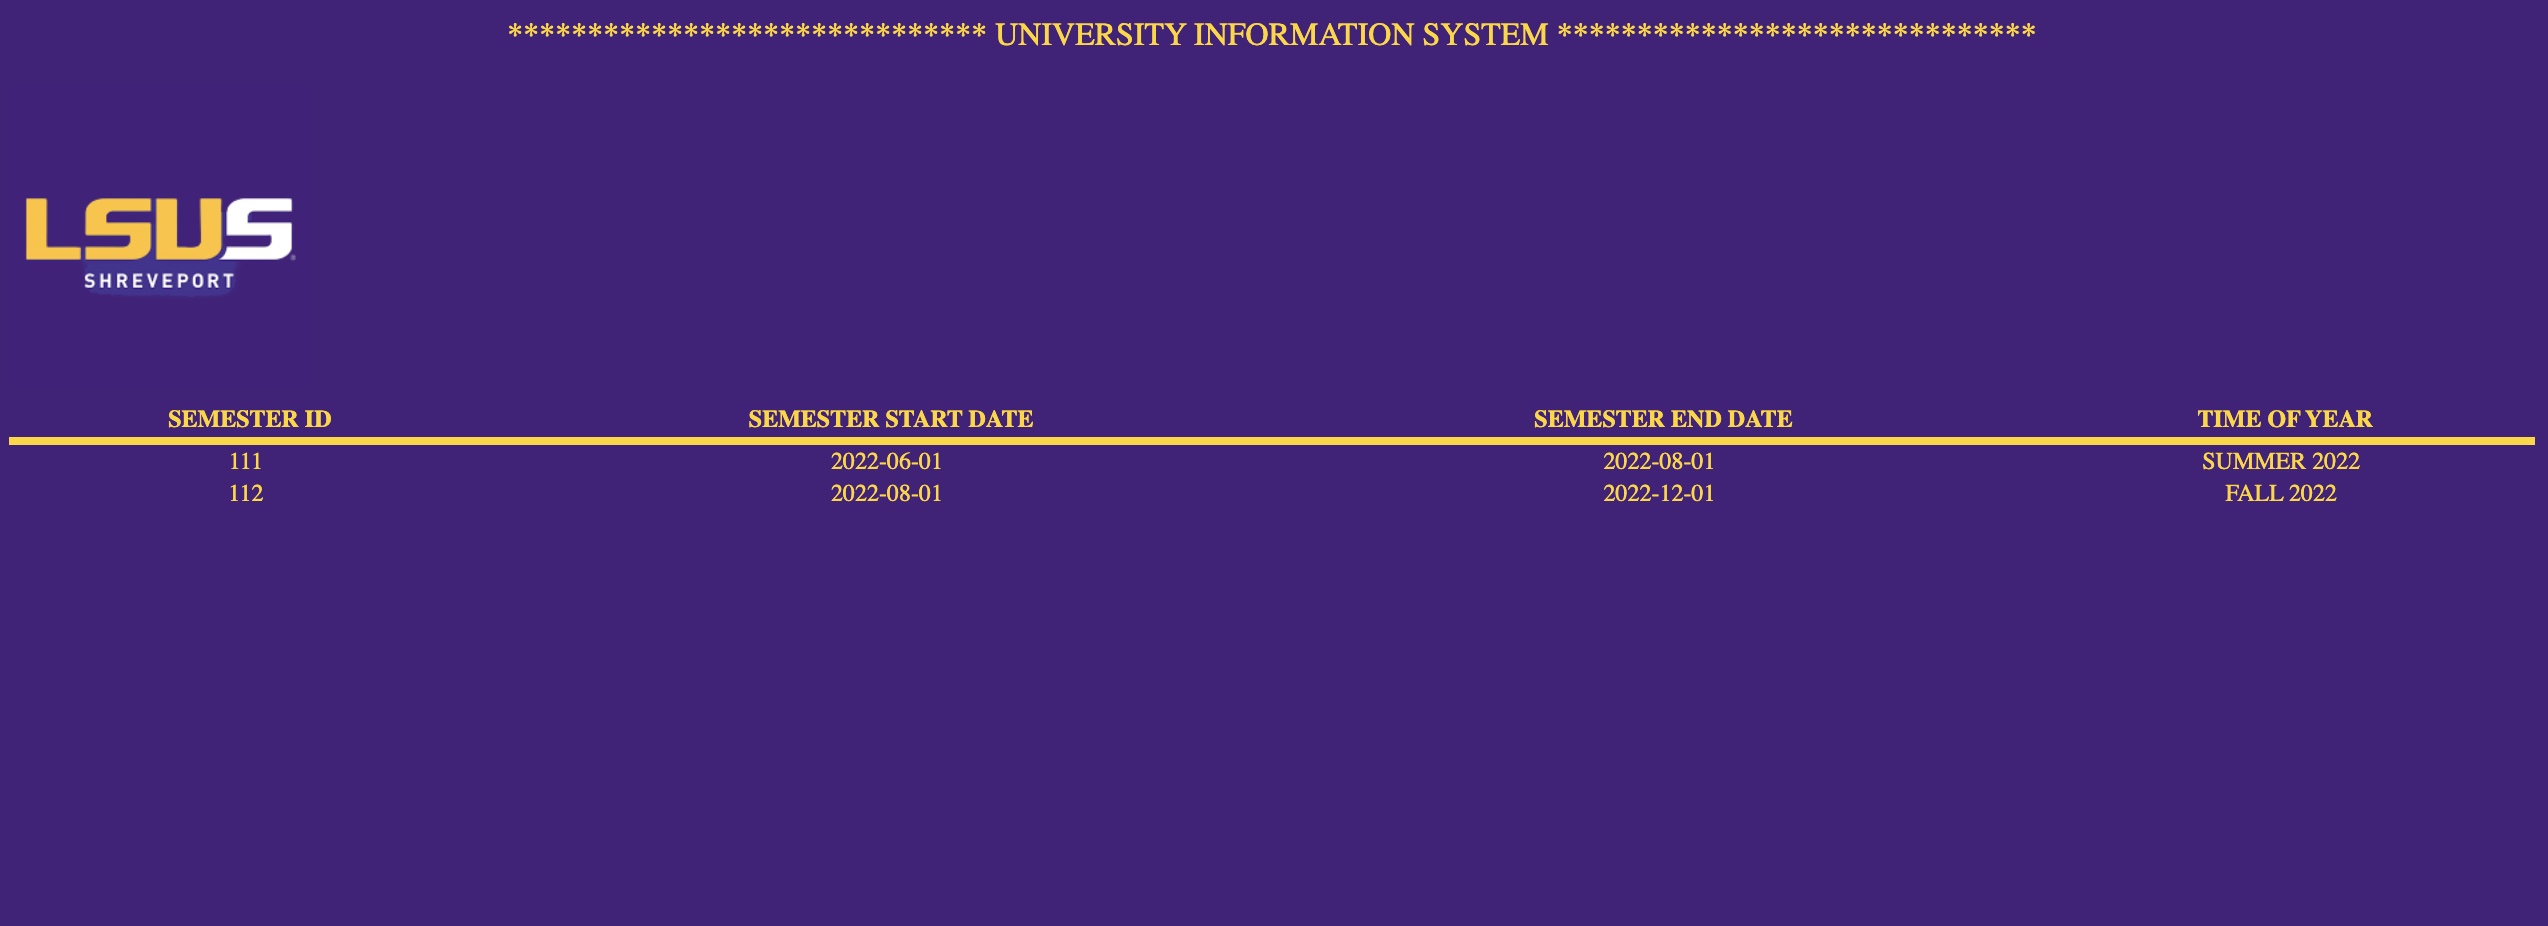 ****************************** UNIVERSITY INFORMATION SYSTEM ******************************
LSUS
SHREVEPORT
SEMESTER ID SEMESTER START DATE SEMESTER END DATE TIME OF YEAR
111 2022-06-01 2022-08-01 SUMMER 2022
112 2022-08-01 2022-12-01 FALL 2022